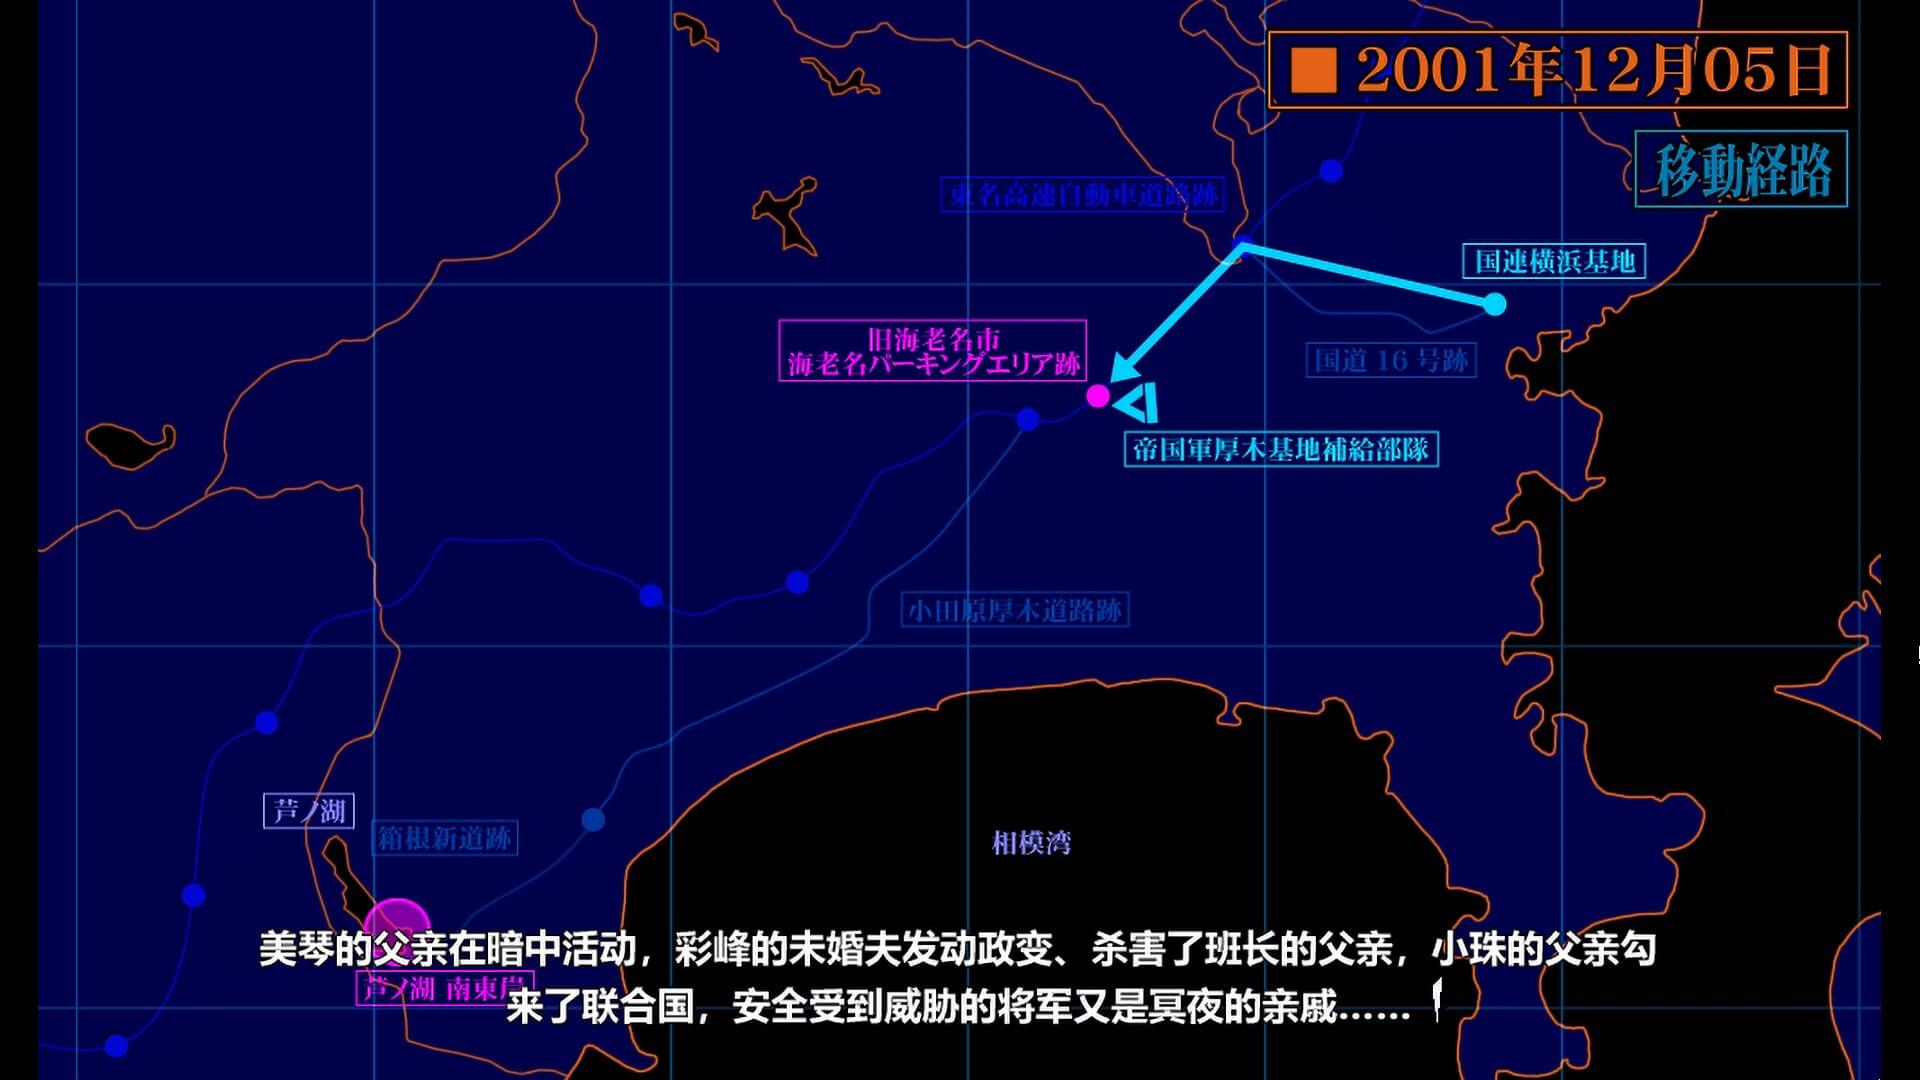 ■ 2001年12月05日
移動経路
東名高速自動車道路跡
国連横浜基地
旧海老名市
海老名パーキングエリア跡
国道 16 号跡
帝国軍厚木基地補給部隊
小田原厚木道路跡
芦ノ湖
箱根新道跡
相模湾
芦ノ湖 南東岸
美琴的父亲在暗中活动，彩峰的未婚夫发动政变、杀害了班长的父亲，小珠的父亲勾
来了联合国，安全受到威胁的将军又是冥夜的亲戚……